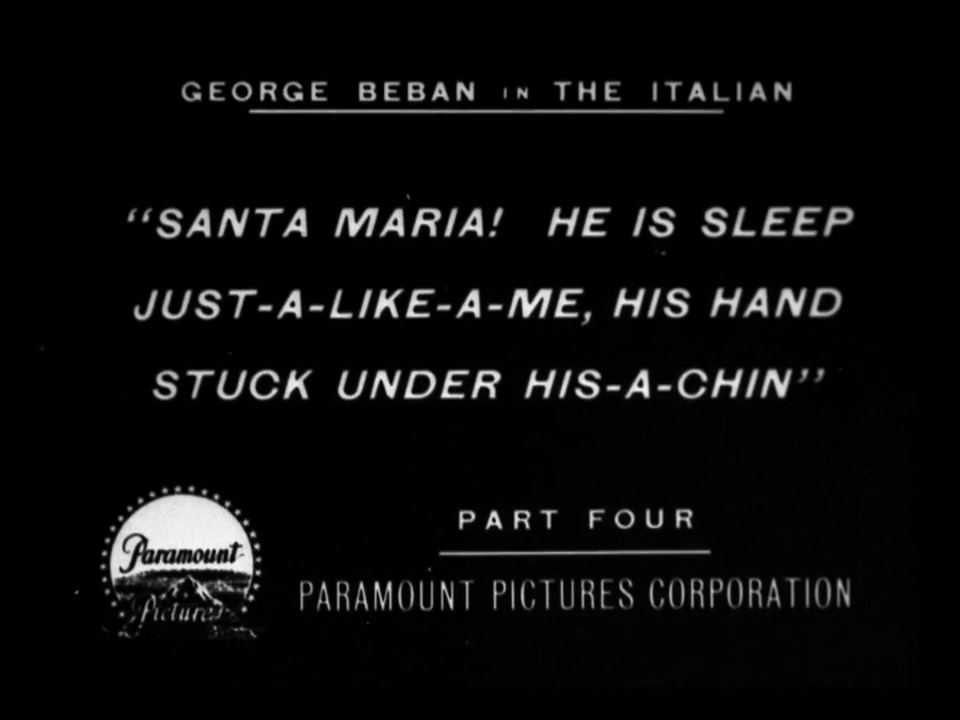 GEORGE BEBAN IN THE ITALIAN
“SANTA MARIA! HE IS SLEEP
JUST-A-LIKE-A-ME, HIS HAND
STUCK UNDER HIS-A-CHIN”
PART FOUR
PARAMOUNT PICTURES CORPORATION
Paramount
Pictures